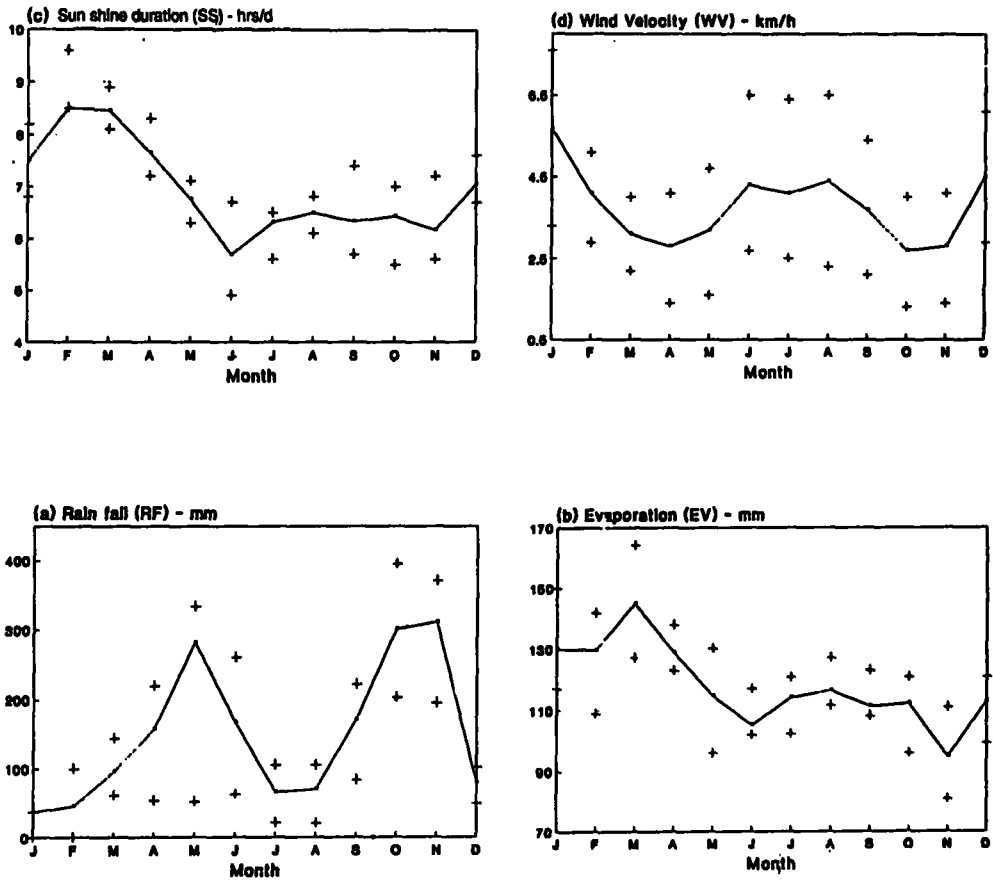 (c) Sun shine duration (SS) - hrs/d
10
9
8
7
6
5
4
J F M A M J J A S O N D
Month
(d) Wind Velocity (WV) - km/h
6.5
4.5
2.5
0.5
J F M A M J J A S O N D
Month
(a) Rain fall (RF) - mm
400
300
200
100
0
J F M A M J J A S O N D
Month
(b) Evaporation (EV) - mm
170
150
130
110
90
70
J F M A M J J A S O N D
Month